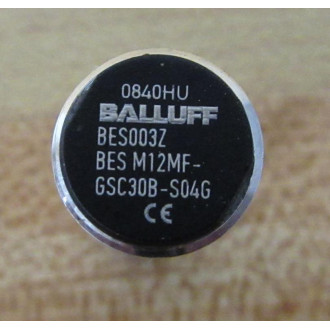 0840HU
BALLUFF
BES003Z
BES M12MF-
GSC30B-S04G
CE